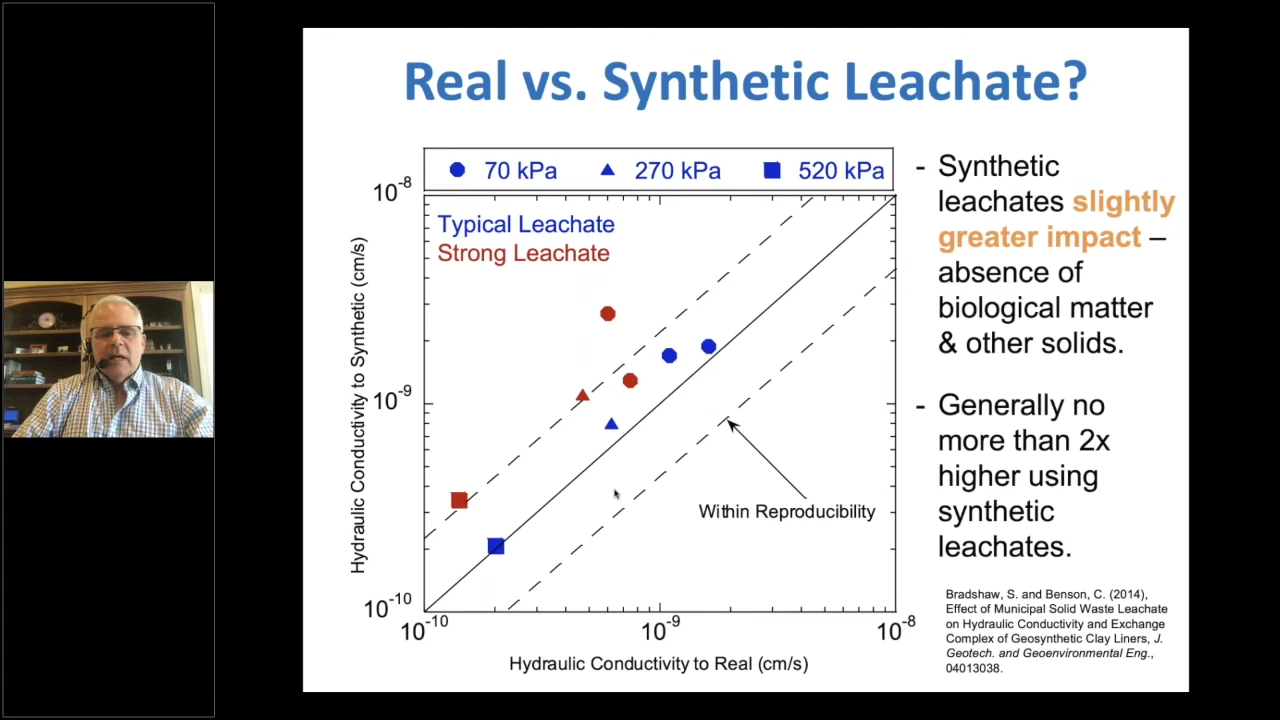 Real vs. Synthetic Leachate?
70 kPa 270 kPa 520 kPa
Typical Leachate
Strong Leachate
Hydraulic Conductivity to Synthetic (cm/s)
10-8
10-9
10-10
Within Reproducibility
10-10 10-9 10-8
Hydraulic Conductivity to Real (cm/s)
- Synthetic
leachates slightly
greater impact –
absence of
biological matter
& other solids.
- Generally no
more than 2x
higher using
synthetic
leachates.
Bradshaw, S. and Benson, C. (2014),
Effect of Municipal Solid Waste Leachate
on Hydraulic Conductivity and Exchange
Complex of Geosynthetic Clay Liners, J.
Geotech. and Geoenvironmental Eng.,
04013038.